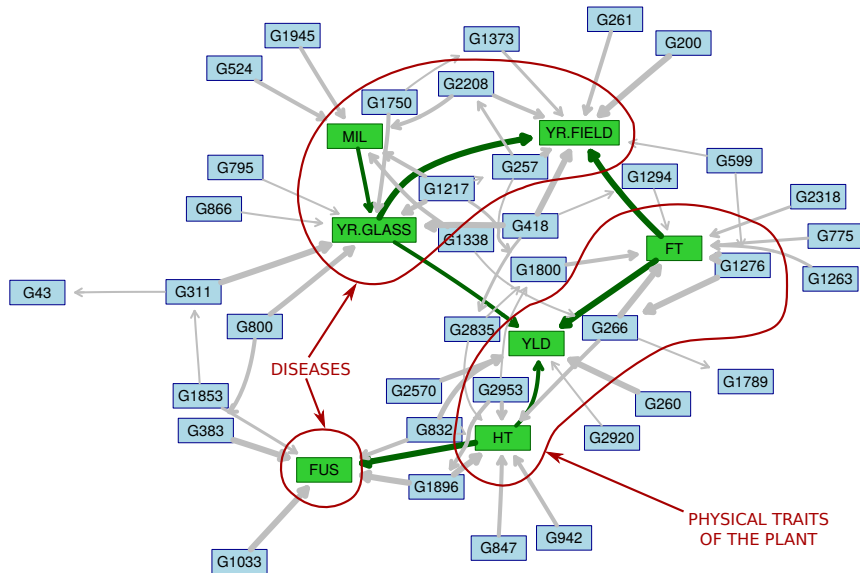 G1945
G1373
G261
G200
G524
G2208
G1750
MIL
YR.FIELD
G599
G795
G257
G1294
G1217
G2318
G866
YR.GLASS
G418
G1338
FT
G775
G1800
G1276
G1263
G43
G311
G800
G2835
G266
YLD
DISEASES
G1789
G2570
G2953
G1853
G260
G383
G832
HT
G2920
FUS
G1896
PHYSICAL TRAITS
OF THE PLANT
G942
G847
G1033